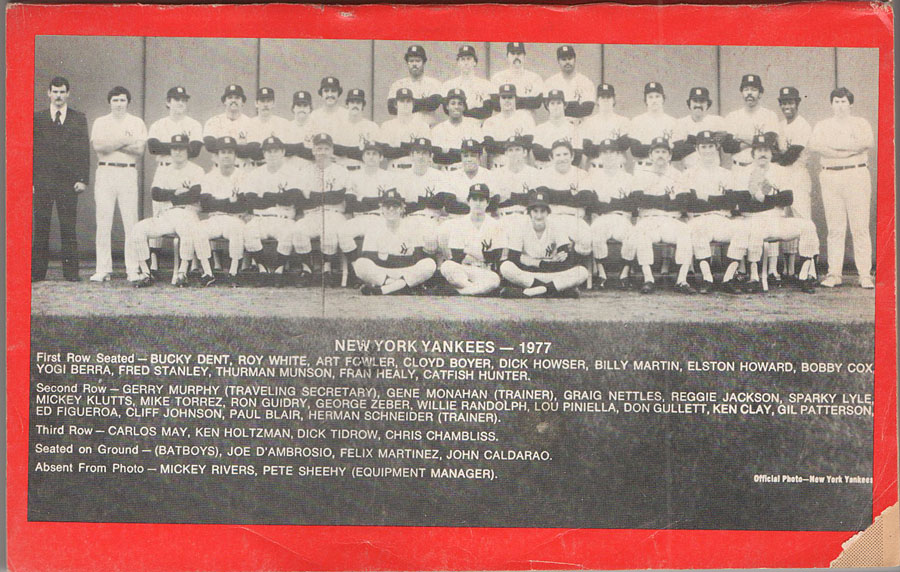 NEW YORK YANKEES — 1977
First Row Seated — BUCKY DENT, ROY WHITE, ART FOWLER, CLOYD BOYER, DICK HOWSER, BILLY MARTIN, ELSTON HOWARD, BOBBY COX,
YOGI BERRA, FRED STANLEY, THURMAN MUNSON, FRAN HEALY, CATFISH HUNTER.
Second Row — GERRY MURPHY (TRAVELING SECRETARY), GENE MONAHAN (TRAINER), GRAIG NETTLES, REGGIE JACKSON, SPARKY LYLE,
MICKEY KLUTTS, MIKE TORREZ, RON GUIDRY, GEORGE ZEBER, WILLIE RANDOLPH, LOU PINIELLA, DON GULLETT, KEN CLAY, GIL PATTERSON,
ED FIGUEROA, CLIFF JOHNSON, PAUL BLAIR, HERMAN SCHNEIDER (TRAINER).
Third Row — CARLOS MAY, KEN HOLTZMAN, DICK TIDROW, CHRIS CHAMBLISS.
Seated on Ground — (BATBOYS), JOE D'AMBROSIO, FELIX MARTINEZ, JOHN CALDARAO.
Absent From Photo — MICKEY RIVERS, PETE SHEEHY (EQUIPMENT MANAGER).
Official Photo—New York Yankees